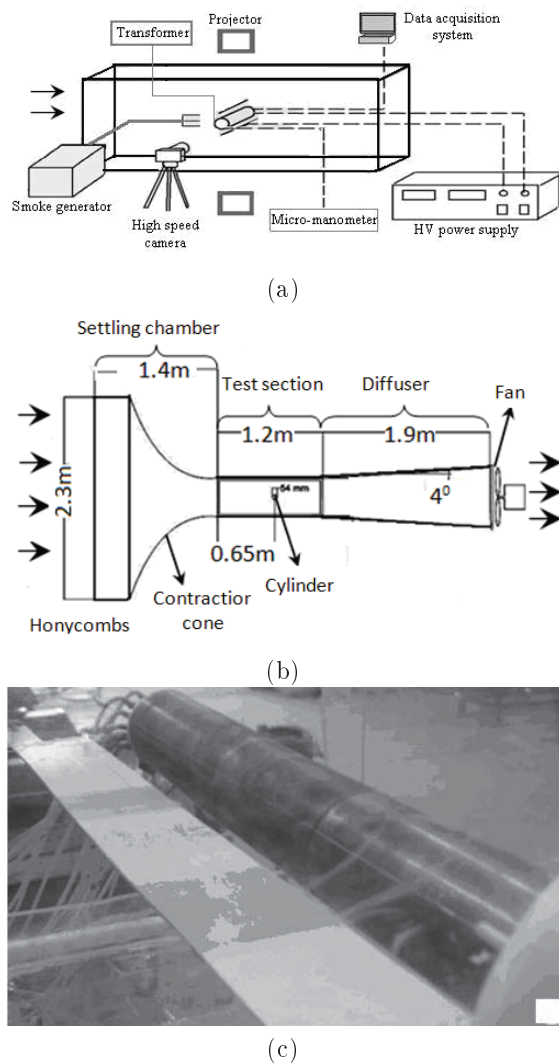 Projector
Transformer
Data acquisition
system
Smoke generator
High speed
camera
Micro-manometer
HV power supply
(a)
Settling chamber
1.4m
Test section
Diffuser
Fan
1.2m
1.9m
2.3m
54 mm
4⁰
0.65m
Cylinder
Contractior
cone
Honycombs
(b)
(c)